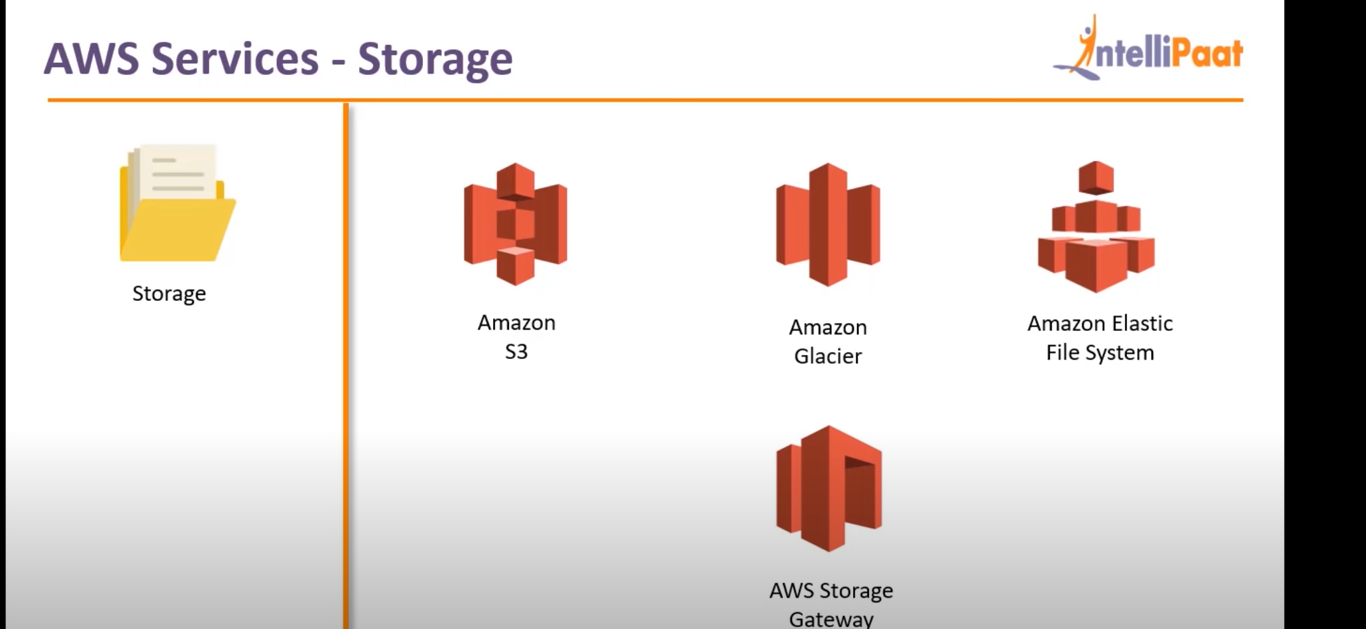 AWS Services - Storage
IntelliPaat
Storage
Amazon
S3
Amazon
Glacier
Amazon Elastic
File System
AWS Storage
Gateway